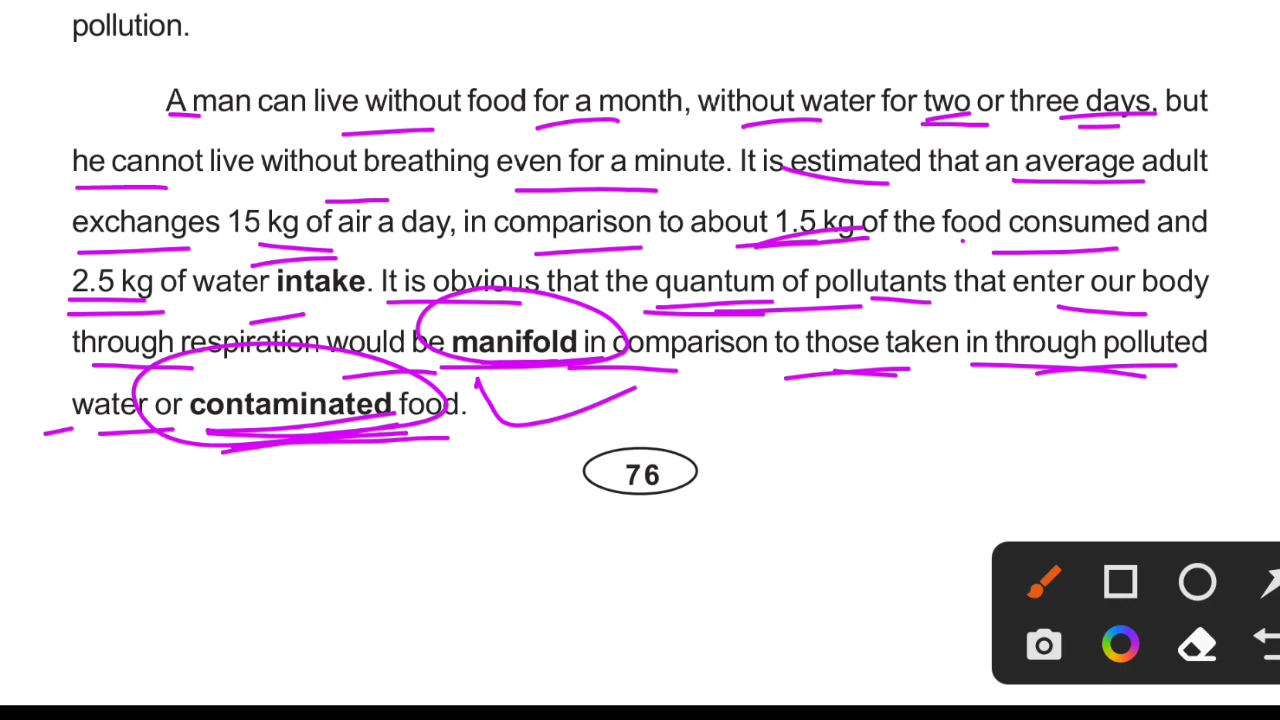 pollution.
A man can live without food for a month, without water for two or three days, but
he cannot live without breathing even for a minute. It is estimated that an average adult
exchanges 15 kg of air a day, in comparison to about 1.5 kg of the food consumed and
2.5 kg of water intake. It is obvious that the quantum of pollutants that enter our body
through respiration would be manifold in comparison to those taken in through polluted
water or contaminated food.
76